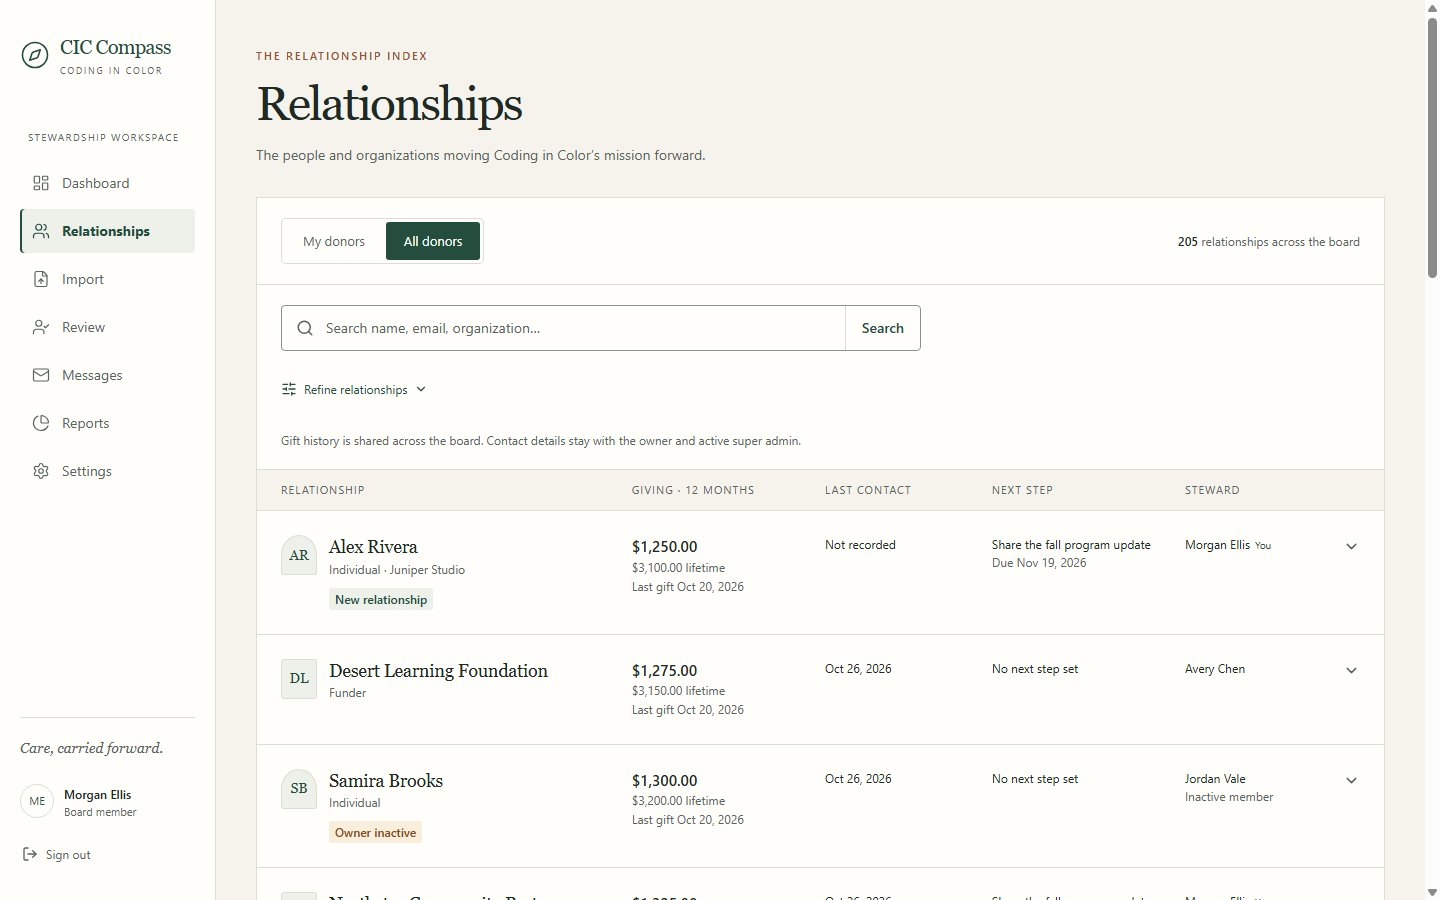 CIC Compass
CODING IN COLOR
STEWARDSHIP WORKSPACE
Dashboard
Relationships
Import
Review
Messages
Reports
Settings
Care, carried forward.
ME
Morgan Ellis
Board member
Sign out
THE RELATIONSHIP INDEX
Relationships
The people and organizations moving Coding in Color's mission forward.
My donors
All donors
205 relationships across the board
Search name, email, organization...
Search
Refine relationships
Gift history is shared across the board. Contact details stay with the owner and active super admin.
RELATIONSHIP GIVING · 12 MONTHS LAST CONTACT NEXT STEP STEWARD
AR
Alex Rivera
Individual · Juniper Studio
New relationship
$1,250.00
$3,100.00 lifetime
Last gift Oct 20, 2026
Not recorded
Share the fall program update
Due Nov 19, 2026
Morgan Ellis You
DL
Desert Learning Foundation
Funder
$1,275.00
$3,150.00 lifetime
Last gift Oct 20, 2026
Oct 26, 2026
No next step set
Avery Chen
SB
Samira Brooks
Individual
Owner inactive
$1,300.00
$3,200.00 lifetime
Last gift Oct 20, 2026
Oct 26, 2026
No next step set
Jordan Vale
Inactive member